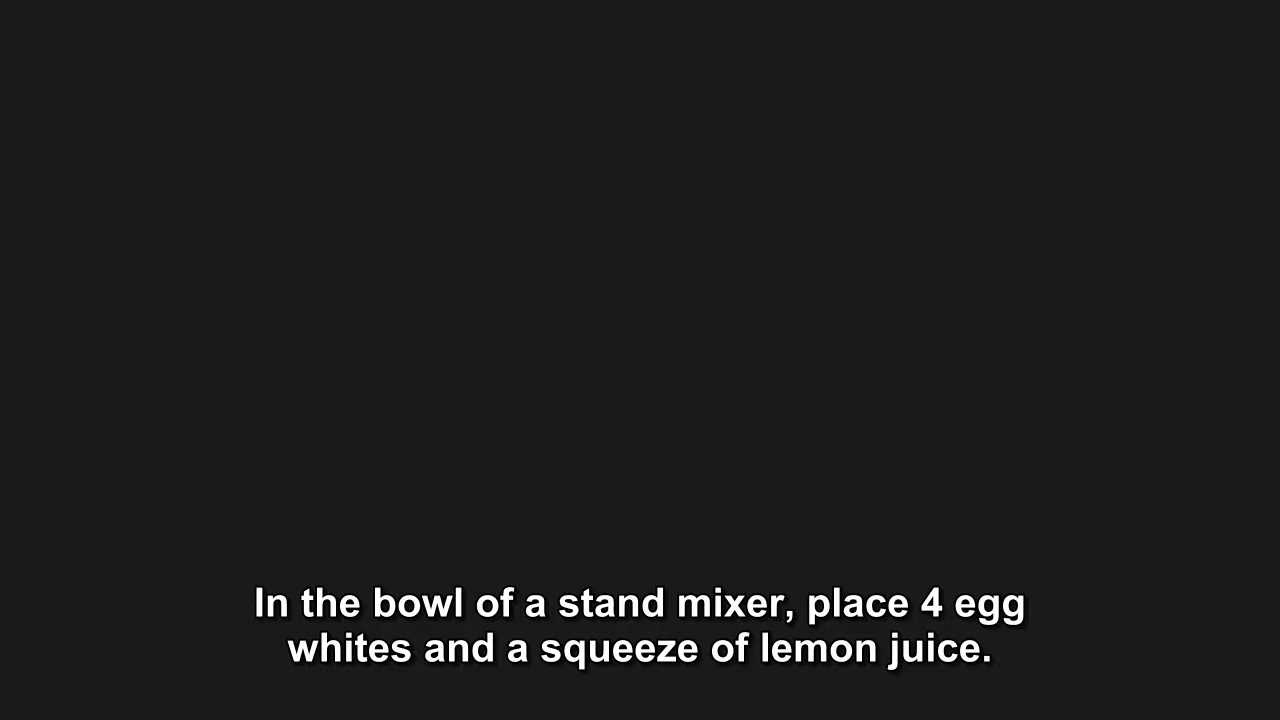 In the bowl of a stand mixer, place 4 egg
whites and a squeeze of lemon juice.